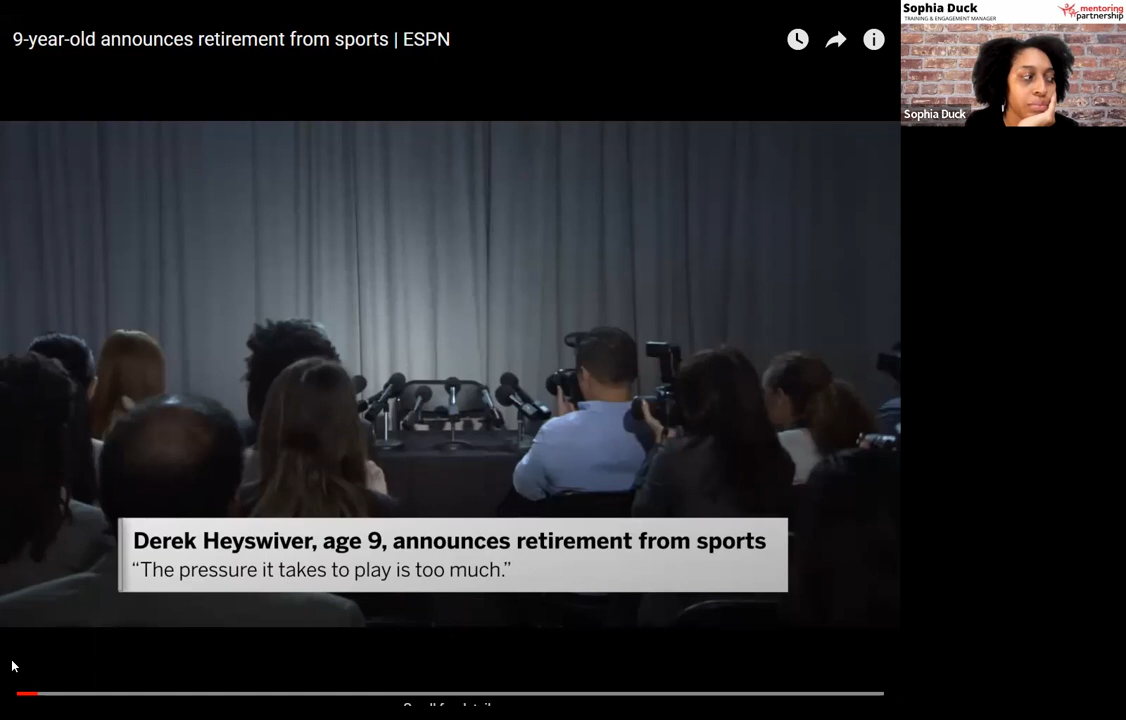 9-year-old announces retirement from sports | ESPN
Sophia Duck
TRAINING & ENGAGEMENT MANAGER
mentoring
partnership
Sophia Duck
Derek Heyswiver, age 9, announces retirement from sports
“The pressure it takes to play is too much.”